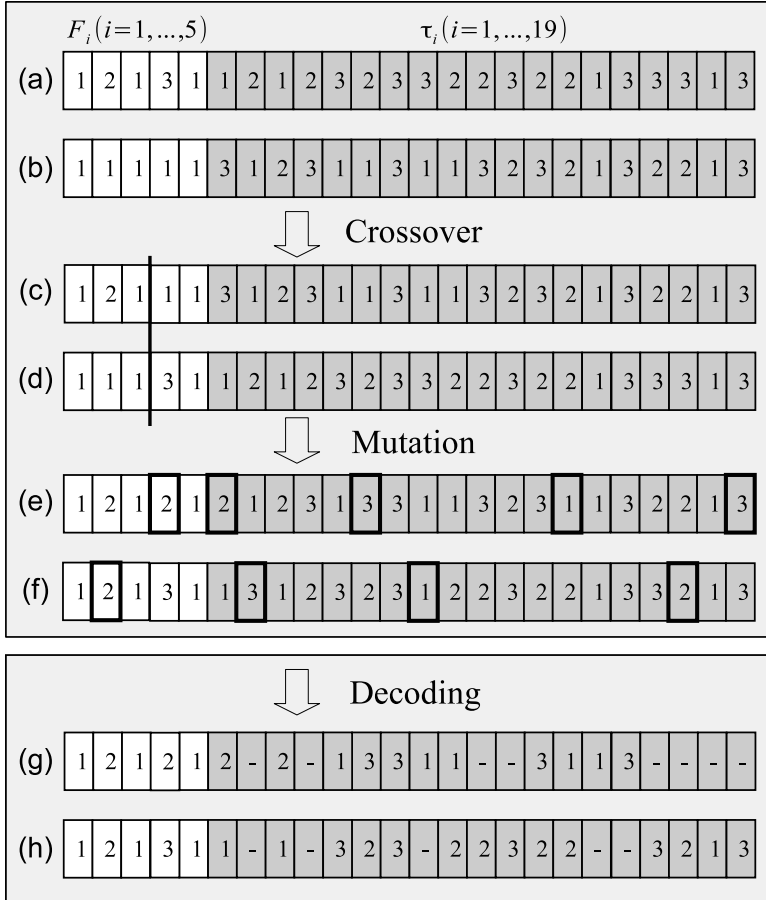 F_i (i=1,...,5) τ_i (i=1,...,19)
(a) 1 2 1 3 1 1 2 1 2 3 2 3 3 2 2 3 2 2 1 3 3 3 1 3
(b) 1 1 1 1 1 3 1 2 3 1 1 3 1 1 3 2 3 2 1 3 2 2 1 3
Crossover
(c) 1 2 1 1 1 3 1 2 3 1 1 3 1 1 3 2 3 2 1 3 2 2 1 3
(d) 1 1 1 3 1 1 2 1 2 3 2 3 3 2 2 3 2 2 1 3 3 3 1 3
Mutation
(e) 1 2 1 2 1 2 1 2 3 1 3 3 1 1 3 2 3 1 1 3 2 2 1 3
(f) 1 2 1 3 1 1 3 1 2 3 2 3 1 2 2 3 2 2 1 3 3 2 1 3
Decoding
(g) 1 2 1 2 1 2 - 2 - 1 3 3 1 1 - - 3 1 1 3 - - - -
(h) 1 2 1 3 1 1 - 1 - 3 2 3 - 2 2 3 2 2 - - 3 2 1 3